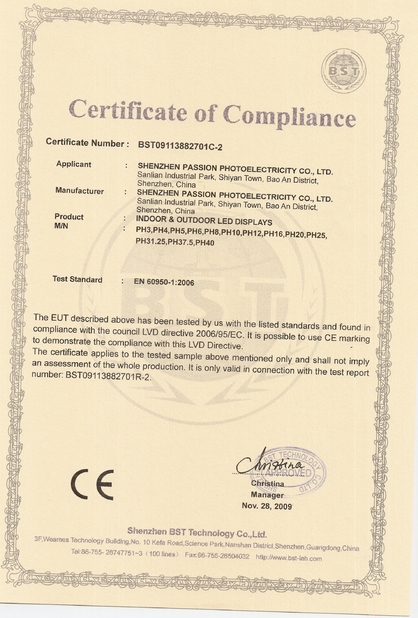 B.S.T
Certificate of Compliance
Certificate Number : BST09113882701C-2
Applicant : SHENZHEN PASSION PHOTOELECTRICITY CO., LTD.
Sanlian Industrial Park, Shiyan Town, Bao An District,
Shenzhen, China
Manufacturer : SHENZHEN PASSION PHOTOELECTRICITY CO., LTD.
Sanlian Industrial Park, Shiyan Town, Bao An District,
Shenzhen, China
Product : INDOOR & OUTDOOR LED DISPLAYS
M/N : PH3,PH4,PH5,PH6,PH8,PH10,PH12,PH16,PH20,PH25,
PH31.25,PH37.5,PH40
B.S.T
Test Standard : EN 60950-1:2006
The EUT described above has been tested by us with the listed standards and found in
compliance with the council LVD directive 2006/95/EC. It is possible to use CE marking
to demonstrate the compliance with this LVD Directive.
The certificate applies to the tested sample above mentioned only and shall not imply
an assessment of the whole production. It is only valid in connection with the test report
number: BST09113882701R-2.
CE
Christina
BST TECHNOLOGY CO.,LTD
APPROVED
Christina
Manager
Nov. 28, 2009
Shenzhen BST Technology Co.,Ltd.
3F,Wearnes Technology Building,No. 10 Kefa Road,Science Park,Nanshan District,Shenzhen,Guangdong,China
Tel:86-755- 26747751~3 (100 lines) Fax:86-755-26504032 http://www.bst-lab.com